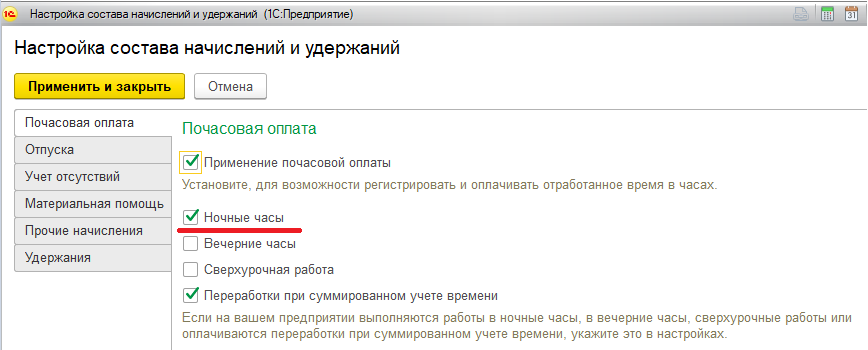 1С Настройка состава начислений и удержаний (1С:Предприятие) 31
Настройка состава начислений и удержаний
Применить и закрыть Отмена
Почасовая оплата
Отпуска
Учет отсутствий
Материальная помощь
Прочие начисления
Удержания
Почасовая оплата
Применение почасовой оплаты
Установите, для возможности регистрировать и оплачивать отработанное время в часах.
Ночные часы
Вечерние часы
Сверхурочная работа
Переработки при суммированном учете времени
Если на вашем предприятии выполняются работы в ночные часы, в вечерние часы, сверхурочные работы или
оплачиваются переработки при суммированном учете времени, укажите это в настройках.